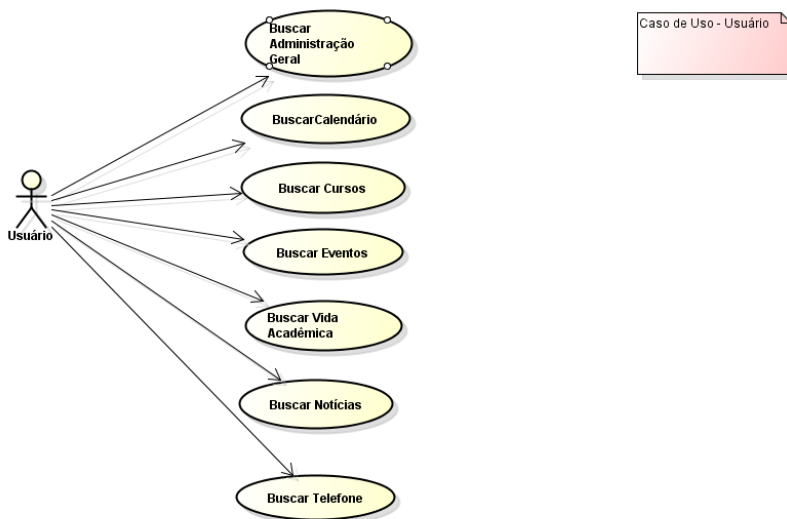 Buscar
Administração
Geral
Caso de Uso - Usuário
BuscarCalendário
Buscar Cursos
Usuário
Buscar Eventos
Buscar Vida
Acadêmica
Buscar Notícias
Buscar Telefone